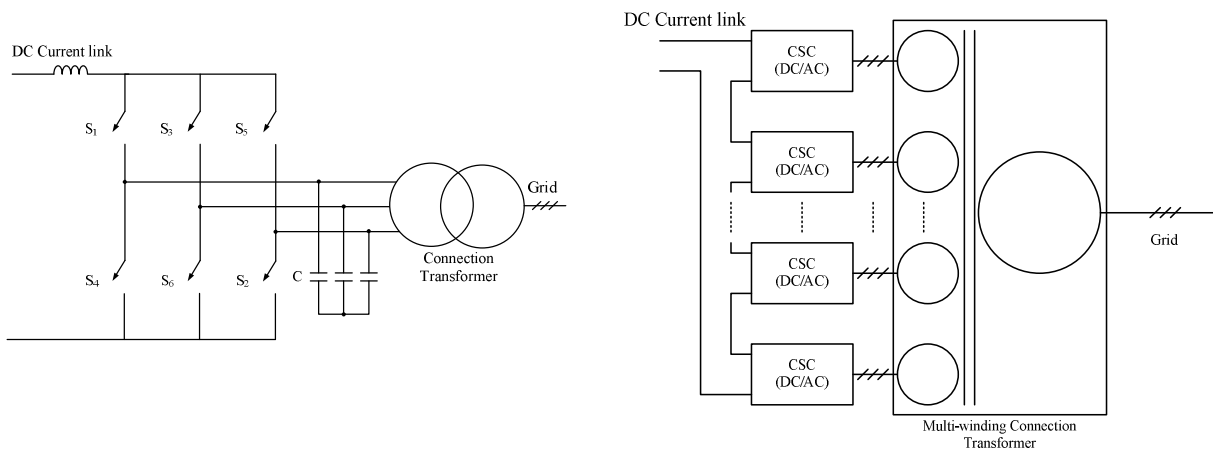 DC Current link
S1
S3
S5
Grid
Connection
Transformer
S4
S6
S2
C
DC Current link
CSC
(DC/AC)
CSC
(DC/AC)
CSC
(DC/AC)
CSC
(DC/AC)
Grid
Multi-winding Connection
Transformer